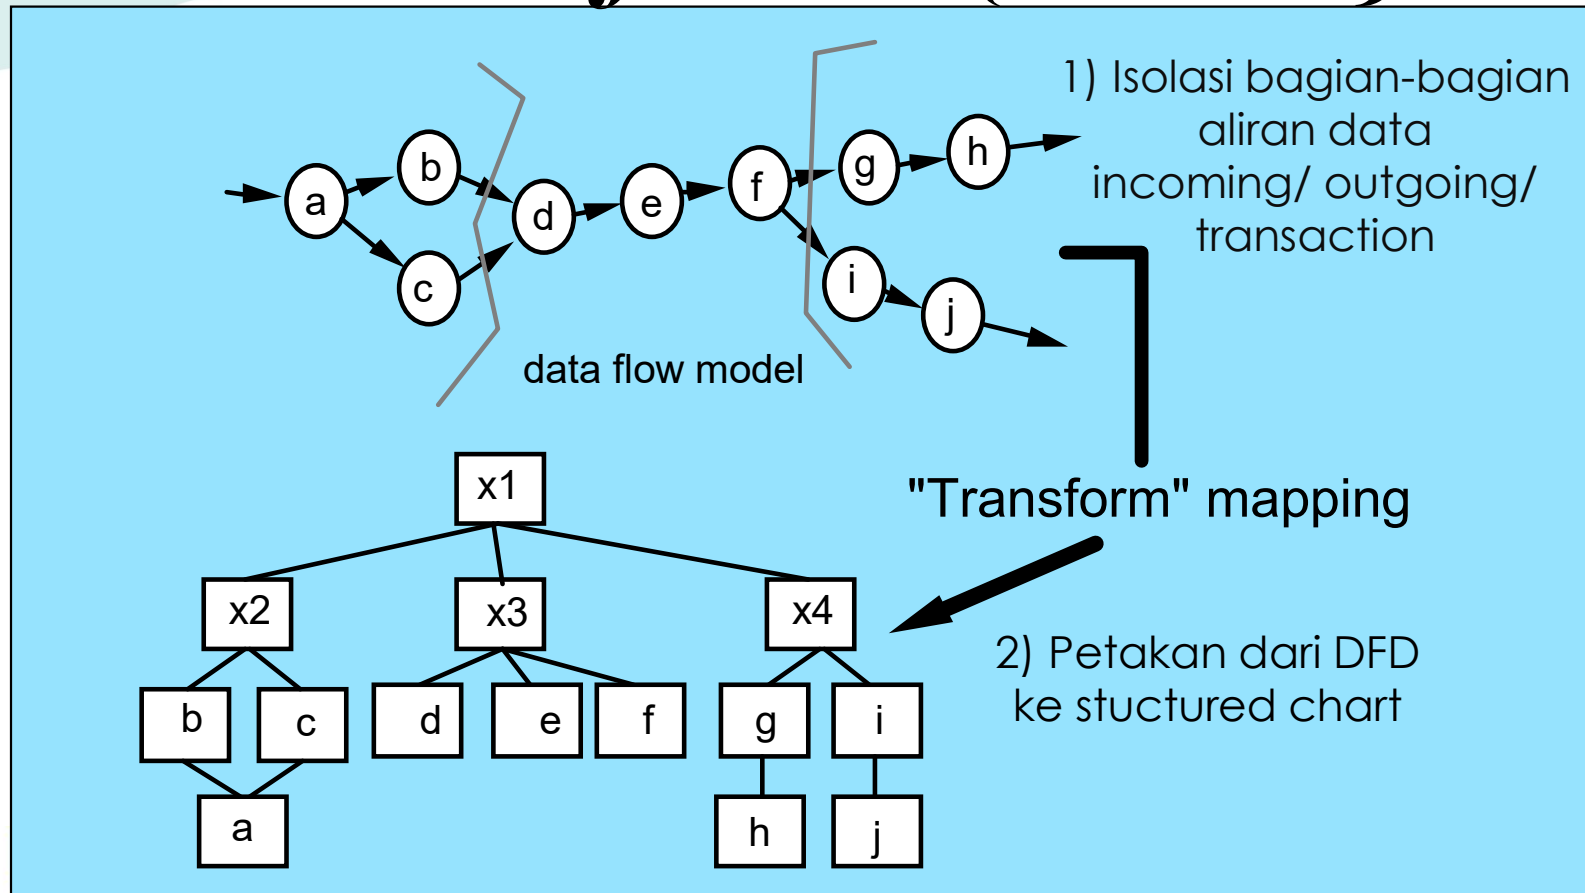 1) Isolasi bagian-bagian
aliran data
incoming/ outgoing/
transaction
a
b
c
d
e
f
g
h
i
j
data flow model
"Transform" mapping
2) Petakan dari DFD
ke stuctured chart
x1
x2
x3
x4
b
c
d
e
f
g
i
a
h
j